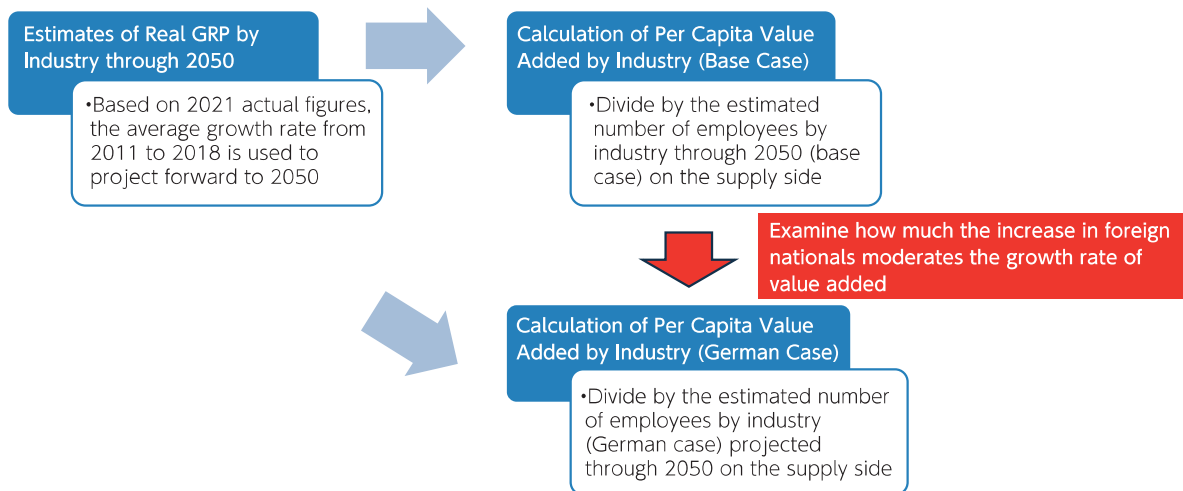 Estimates of Real GRP by
Industry through 2050
•Based on 2021 actual figures,
the average growth rate from
2011 to 2018 is used to
project forward to 2050
Calculation of Per Capita Value
Added by Industry (Base Case)
•Divide by the estimated
number of employees by
industry through 2050 (base
case) on the supply side
Examine how much the increase in foreign
nationals moderates the growth rate of
value added
Calculation of Per Capita Value
Added by Industry (German Case)
•Divide by the estimated number
of employees by industry
(German case) projected
through 2050 on the supply side